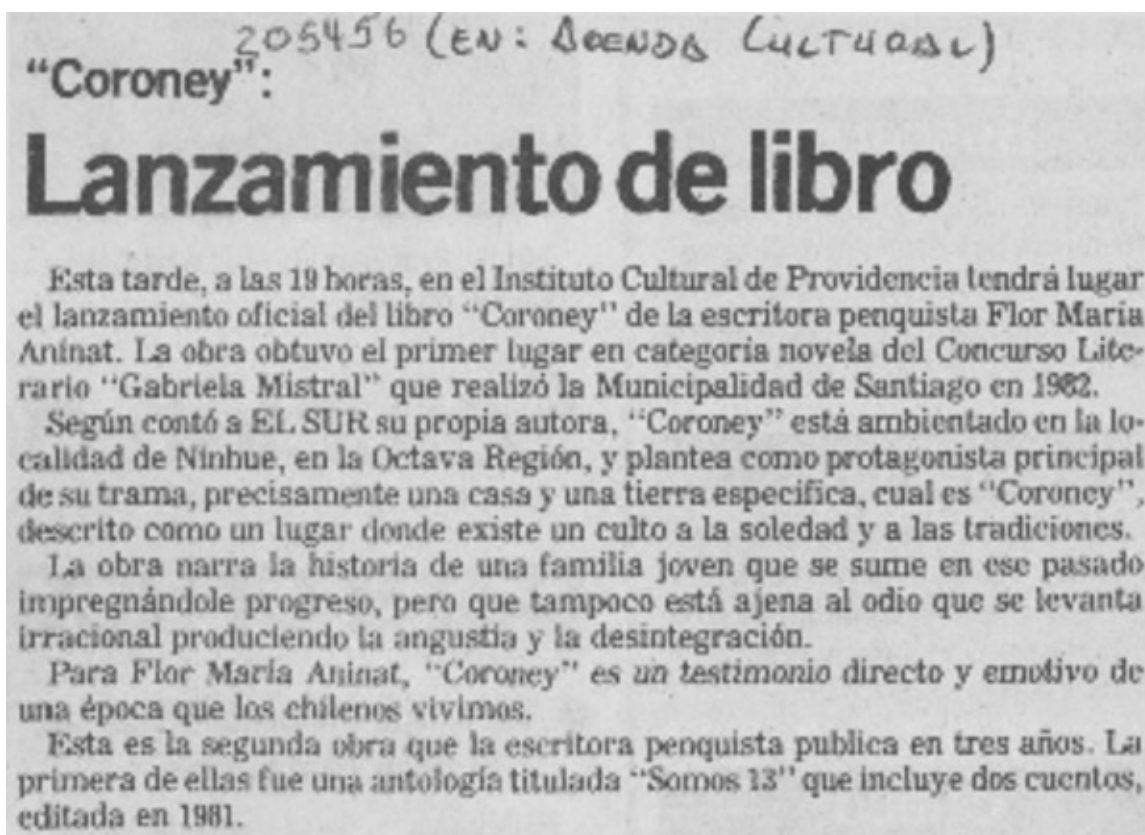 205456 (EN: AGENDA CULTURAL)
"Coroney":
Lanzamiento de libro
Esta tarde, a las 19 horas, en el Instituto Cultural de Providencia tendrá lugar
el lanzamiento oficial del libro "Coroney" de la escritora penquista Flor María
Aninat. La obra obtuvo el primer lugar en categoría novela del Concurso Lite-
rario "Gabriela Mistral" que realizó la Municipalidad de Santiago en 1982.
Según contó a EL SUR su propia autora, "Coroney" está ambientado en la lo-
calidad de Ninhue, en la Octava Región, y plantea como protagonista principal
de su trama, precisamente una casa y una tierra específica, cual es "Coroney",
descrito como un lugar donde existe un culto a la soledad y a las tradiciones.
La obra narra la historia de una familia joven que se sume en ese pasado
impregnándole progreso, pero que tampoco está ajena al odio que se levanta
irracional produciendo la angustia y la desintegración.
Para Flor María Aninat, "Coroney" es un testimonio directo y emotivo de
una época que los chilenos vivimos.
Esta es la segunda obra que la escritora penquista publica en tres años. La
primera de ellas fue una antología titulada "Somos 13" que incluye dos cuentos,
editada en 1981.